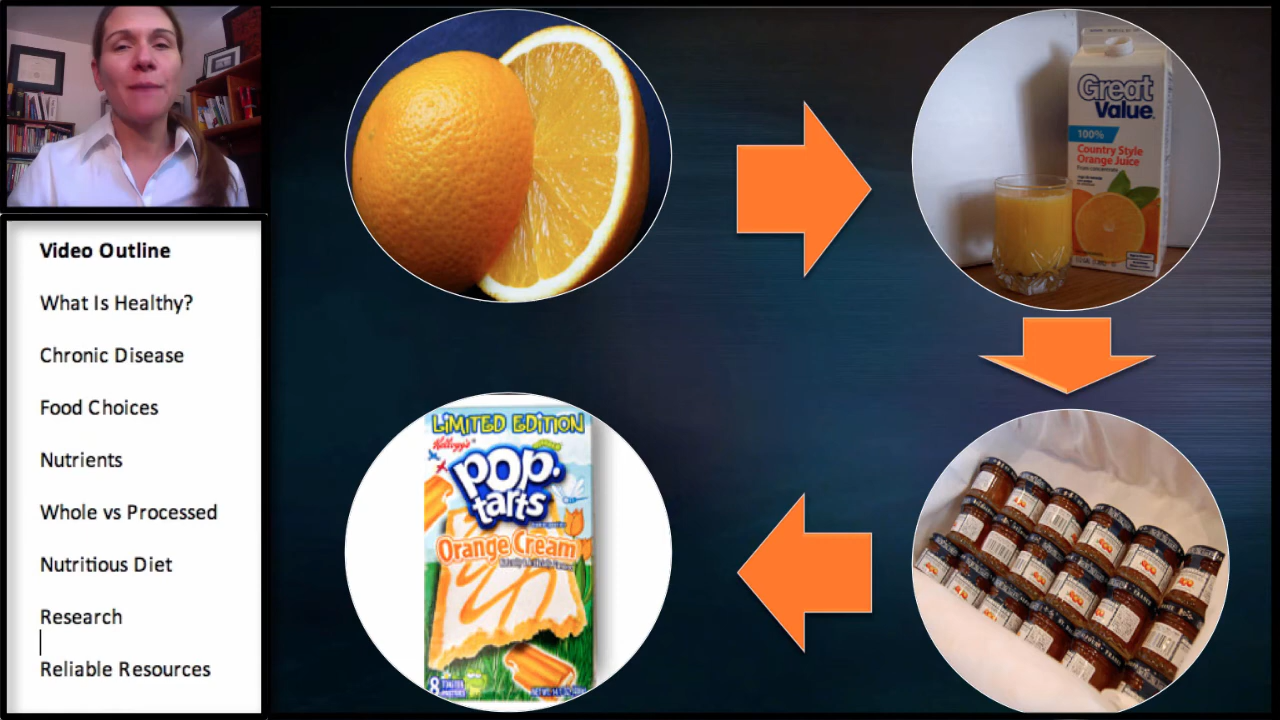 Video Outline
What Is Healthy?
Chronic Disease
Food Choices
Nutrients
Whole vs Processed
Nutritious Diet
Research
Reliable Resources
Great
Value
100%
Country Style
Orange Juice
LIMITED EDITION
Kellogg's
pop.
tarts
Orange Cream
8